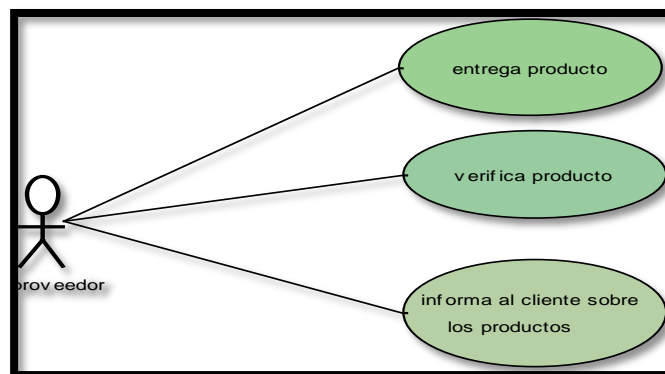 entrega producto
verifica producto
proveedor
informa al cliente sobre
los productos